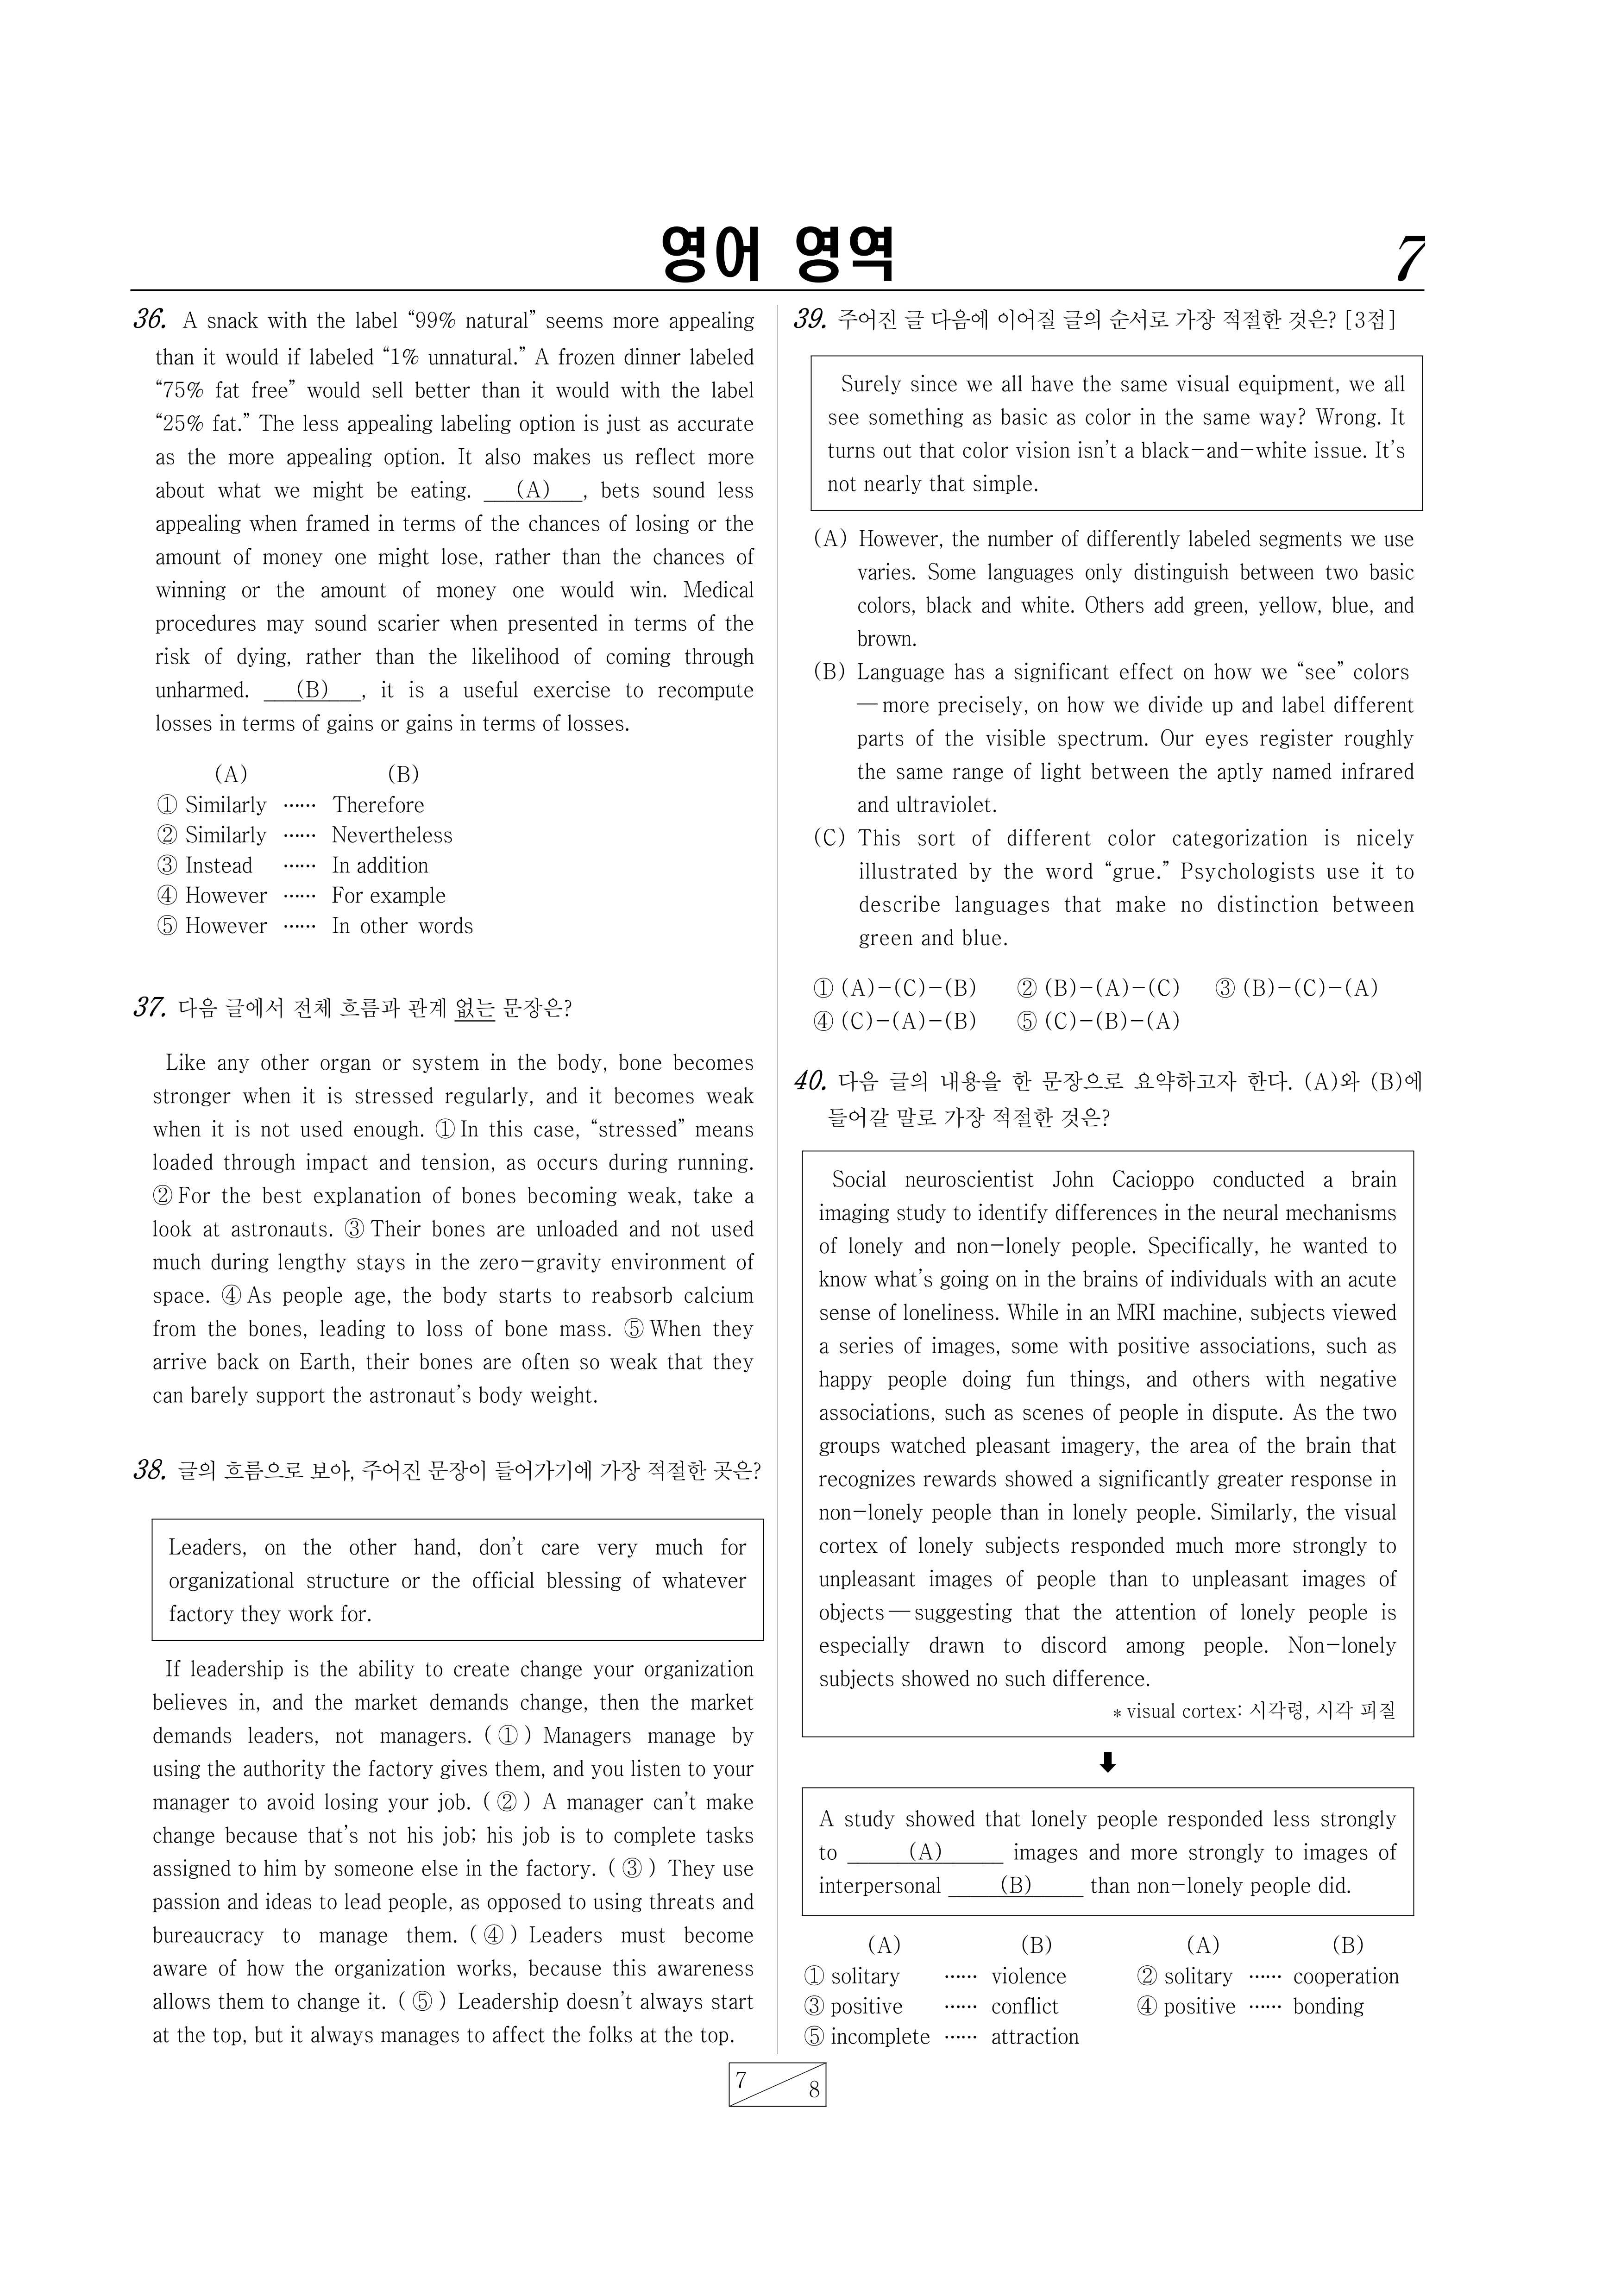 영어 영역
7
36. A snack with the label “99% natural” seems more appealing
than it would if labeled “1% unnatural.” A frozen dinner labeled
“75% fat free” would sell better than it would with the label
“25% fat.” The less appealing labeling option is just as accurate
as the more appealing option. It also makes us reflect more
about what we might be eating. (A) , bets sound less
appealing when framed in terms of the chances of losing or the
amount of money one might lose, rather than the chances of
winning or the amount of money one would win. Medical
procedures may sound scarier when presented in terms of the
risk of dying, rather than the likelihood of coming through
unharmed. (B) , it is a useful exercise to recompute
losses in terms of gains or gains in terms of losses.
(A) (B)
① Similarly …… Therefore
② Similarly …… Nevertheless
③ Instead …… In addition
④ However …… For example
⑤ However …… In other words
37. 다음 글에서 전체 흐름과 관계 없는 문장은?
Like any other organ or system in the body, bone becomes
stronger when it is stressed regularly, and it becomes weak
when it is not used enough. ① In this case, “stressed” means
loaded through impact and tension, as occurs during running.
② For the best explanation of bones becoming weak, take a
look at astronauts. ③ Their bones are unloaded and not used
much during lengthy stays in the zero-gravity environment of
space. ④ As people age, the body starts to reabsorb calcium
from the bones, leading to loss of bone mass. ⑤ When they
arrive back on Earth, their bones are often so weak that they
can barely support the astronaut’s body weight.
38. 글의 흐름으로 보아, 주어진 문장이 들어가기에 가장 적절한 곳은?
Leaders, on the other hand, don’t care very much for
organizational structure or the official blessing of whatever
factory they work for.
If leadership is the ability to create change your organization
believes in, and the market demands change, then the market
demands leaders, not managers. ( ① ) Managers manage by
using the authority the factory gives them, and you listen to your
manager to avoid losing your job. ( ② ) A manager can’t make
change because that’s not his job; his job is to complete tasks
assigned to him by someone else in the factory. ( ③ ) They use
passion and ideas to lead people, as opposed to using threats and
bureaucracy to manage them. ( ④ ) Leaders must become
aware of how the organization works, because this awareness
allows them to change it. ( ⑤ ) Leadership doesn’t always start
at the top, but it always manages to affect the folks at the top.
39. 주어진 글 다음에 이어질 글의 순서로 가장 적절한 것은? [3점]
Surely since we all have the same visual equipment, we all
see something as basic as color in the same way? Wrong. It
turns out that color vision isn’t a black-and-white issue. It’s
not nearly that simple.
(A) However, the number of differently labeled segments we use
varies. Some languages only distinguish between two basic
colors, black and white. Others add green, yellow, blue, and
brown.
(B) Language has a significant effect on how we “see” colors
— more precisely, on how we divide up and label different
parts of the visible spectrum. Our eyes register roughly
the same range of light between the aptly named infrared
and ultraviolet.
(C) This sort of different color categorization is nicely
illustrated by the word “grue.” Psychologists use it to
describe languages that make no distinction between
green and blue.
① (A)-(C)-(B) ② (B)-(A)-(C) ③ (B)-(C)-(A)
④ (C)-(A)-(B) ⑤ (C)-(B)-(A)
40. 다음 글의 내용을 한 문장으로 요약하고자 한다. (A)와 (B)에
들어갈 말로 가장 적절한 것은?
Social neuroscientist John Cacioppo conducted a brain
imaging study to identify differences in the neural mechanisms
of lonely and non-lonely people. Specifically, he wanted to
know what’s going on in the brains of individuals with an acute
sense of loneliness. While in an MRI machine, subjects viewed
a series of images, some with positive associations, such as
happy people doing fun things, and others with negative
associations, such as scenes of people in dispute. As the two
groups watched pleasant imagery, the area of the brain that
recognizes rewards showed a significantly greater response in
non-lonely people than in lonely people. Similarly, the visual
cortex of lonely subjects responded much more strongly to
unpleasant images of people than to unpleasant images of
objects — suggesting that the attention of lonely people is
especially drawn to discord among people. Non-lonely
subjects showed no such difference.
* visual cortex: 시각령, 시각 피질
A study showed that lonely people responded less strongly
to (A) images and more strongly to images of
interpersonal (B) than non-lonely people did.
(A) (B) (A) (B)
① solitary …… violence ② solitary …… cooperation
③ positive …… conflict ④ positive …… bonding
⑤ incomplete …… attraction
7
8